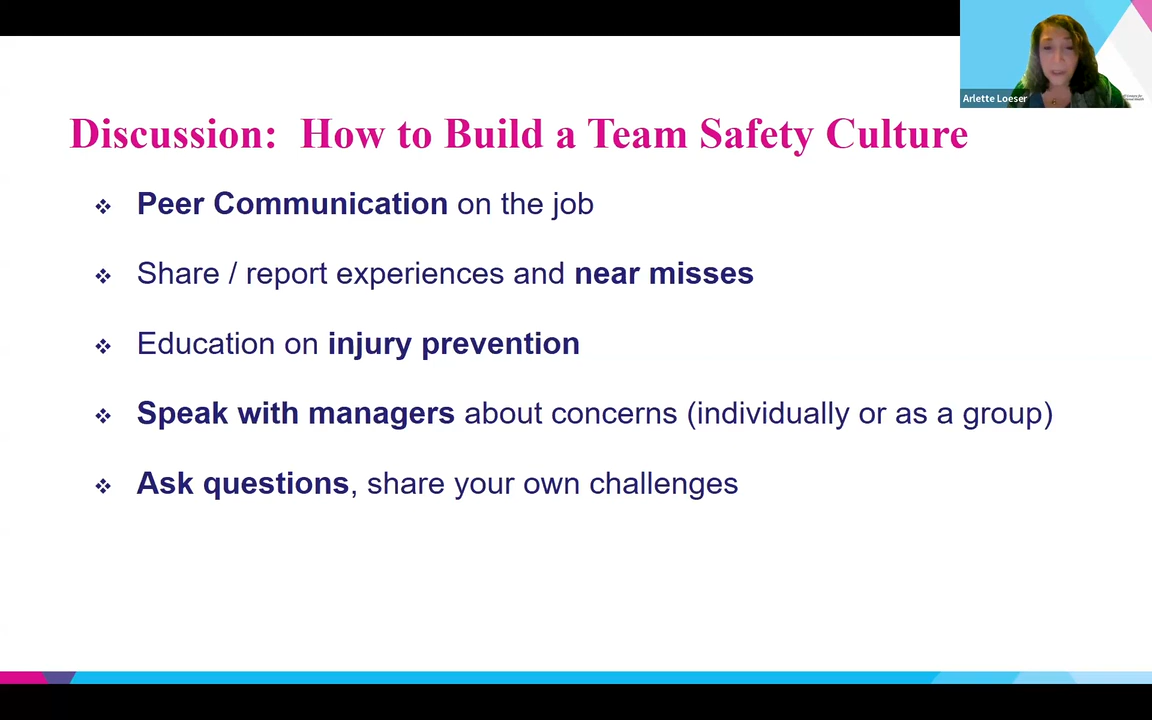 Arlette Loeser
Discussion: How to Build a Team Safety Culture
❖ Peer Communication on the job
❖ Share / report experiences and near misses
❖ Education on injury prevention
❖ Speak with managers about concerns (individually or as a group)
❖ Ask questions, share your own challenges